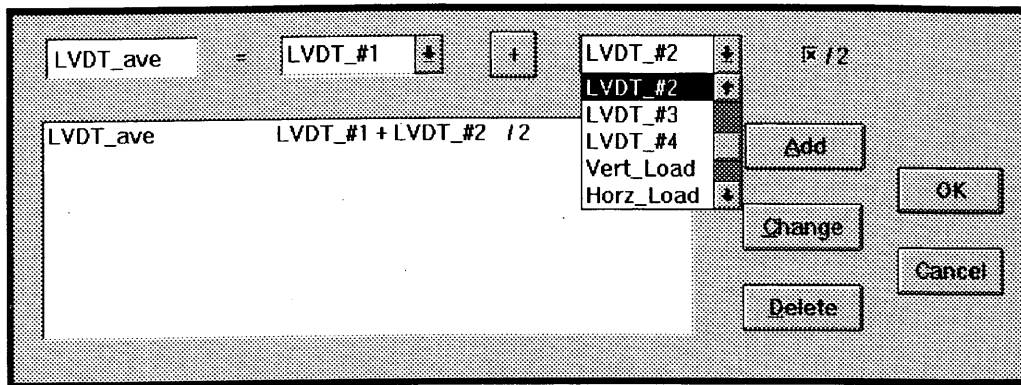 LVDT_ave = LVDT_#1 + LVDT_#2 /2
LVDT_#2
LVDT_#3
LVDT_#4
Vert_Load
Horz_Load
LVDT_ave LVDT_#1 + LVDT_#2 /2
Add
Change
Delete
OK
Cancel